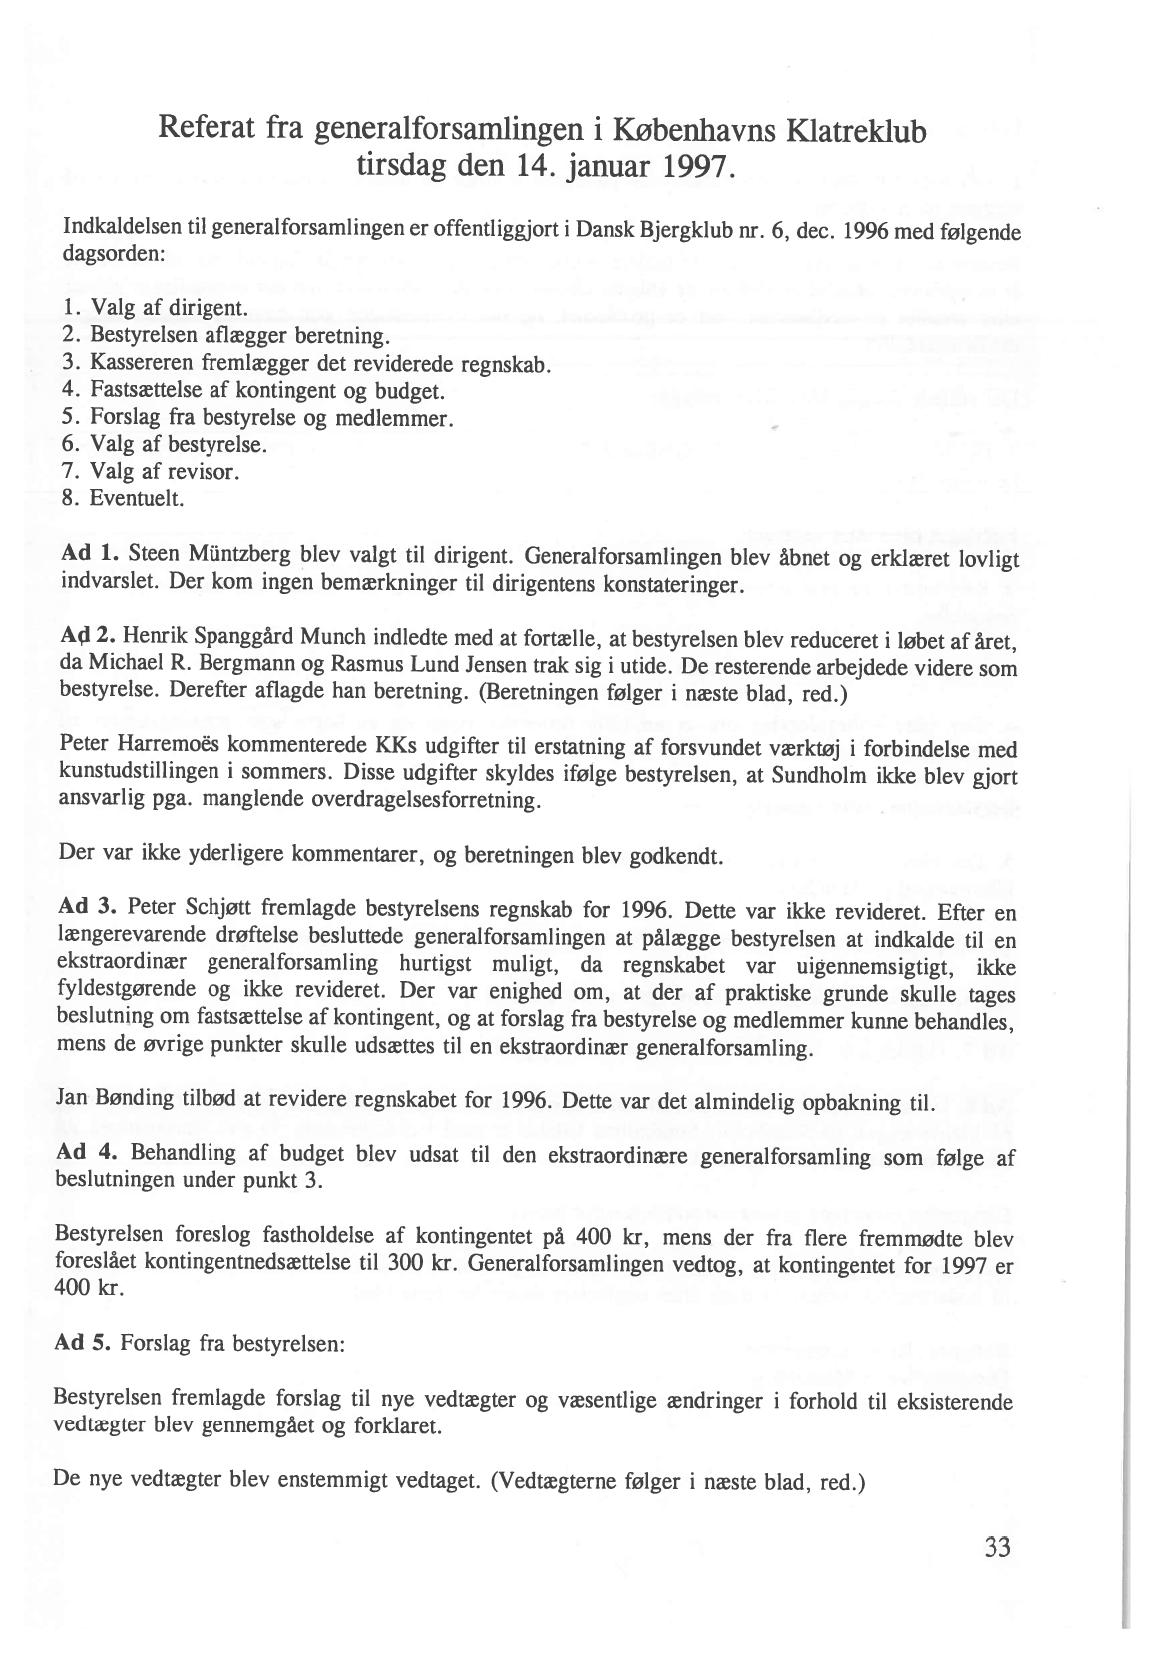 Referat fra generalforsamlingen i Københavns Klatreklub
tirsdag den 14. januar 1997.
Indkaldelsen til generalforsamlingen er offentliggjort i Dansk Bjergklub nr. 6, dec. 1996 med følgende
dagsorden:
1. Valg af dirigent.
2. Bestyrelsen aflægger beretning.
3. Kassereren fremlægger det reviderede regnskab.
4. Fastsættelse af kontingent og budget.
5. Forslag fra bestyrelse og medlemmer.
6. Valg af bestyrelse.
7. Valg af revisor.
8. Eventuelt.
Ad 1. Steen Müntzberg blev valgt til dirigent. Generalforsamlingen blev åbnet og erklæret lovligt
indvarslet. Der kom ingen bemærkninger til dirigentens konstateringer.
Ad 2. Henrik Spanggård Munch indledte med at fortælle, at bestyrelsen blev reduceret i løbet af året,
da Michael R. Bergmann og Rasmus Lund Jensen trak sig i utide. De resterende arbejdede videre som
bestyrelse. Derefter aflagde han beretning. (Beretningen følger i næste blad, red.)
Peter Harremoës kommenterede KKs udgifter til erstatning af forsvundet værktøj i forbindelse med
kunstudstillingen i sommers. Disse udgifter skyldes ifølge bestyrelsen, at Sundholm ikke blev gjort
ansvarlig pga. manglende overdragelsesforretning.
Der var ikke yderligere kommentarer, og beretningen blev godkendt.
Ad 3. Peter Schjøtt fremlagde bestyrelsens regnskab for 1996. Dette var ikke revideret. Efter en
længerevarende drøftelse besluttede generalforsamlingen at pålægge bestyrelsen at indkalde til en
ekstraordinær generalforsamling hurtigst muligt, da regnskabet var uigennemsigtigt, ikke
fyldestgørende og ikke revideret. Der var enighed om, at der af praktiske grunde skulle tages
beslutning om fastsættelse af kontingent, og at forslag fra bestyrelse og medlemmer kunne behandles,
mens de øvrige punkter skulle udsættes til en ekstraordinær generalforsamling.
Jan Bønding tilbød at revidere regnskabet for 1996. Dette var det almindelig opbakning til.
Ad 4. Behandling af budget blev udsat til den ekstraordinære generalforsamling som følge af
beslutningen under punkt 3.
Bestyrelsen foreslog fastholdelse af kontingentet på 400 kr, mens der fra flere fremmødte blev
foreslået kontingentnedsættelse til 300 kr. Generalforsamlingen vedtog, at kontingentet for 1997 er
400 kr.
Ad 5. Forslag fra bestyrelsen:
Bestyrelsen fremlagde forslag til nye vedtægter og væsentlige ændringer i forhold til eksisterende
vedtægter blev gennemgået og forklaret.
De nye vedtægter blev enstemmigt vedtaget. (Vedtægterne følger i næste blad, red.)
33